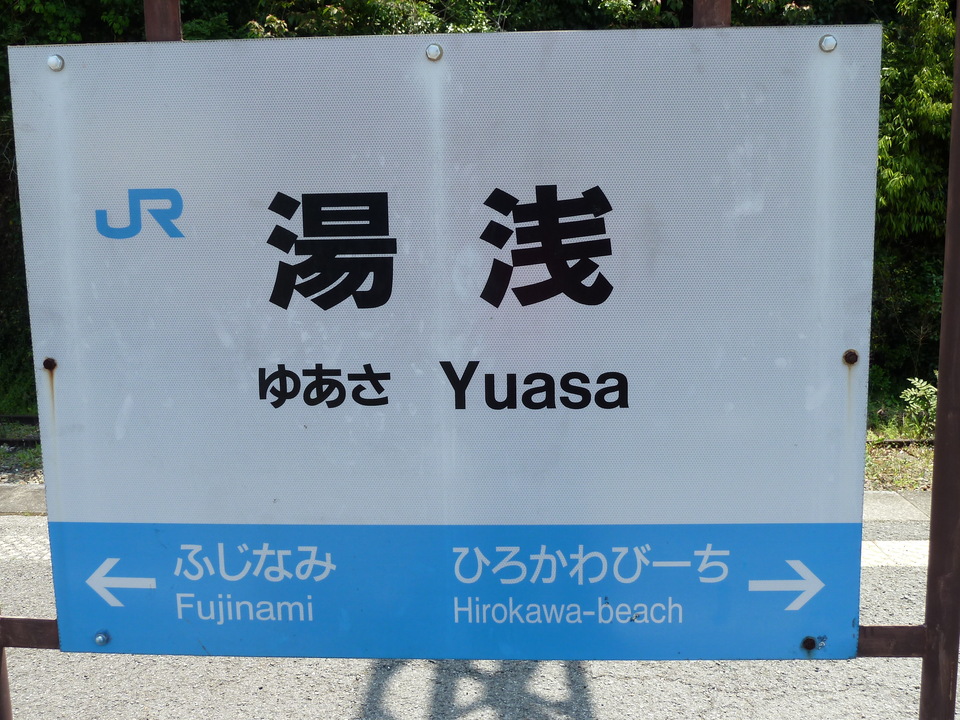 JR 湯浅
ゆあさ Yuasa
← ふじなみ ひろかわびーち →
Fujinami Hirokawa-beach